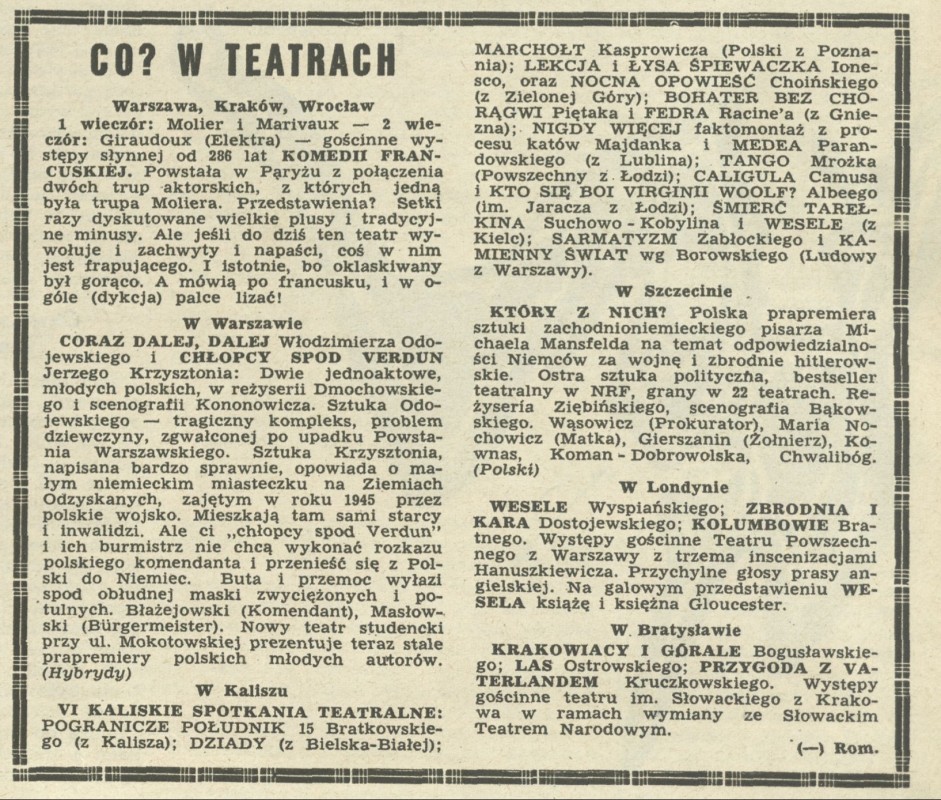 CO? W TEATRACH
Warszawa, Kraków, Wrocław
1 wieczór: Molier i Marivaux — 2 wie-
czór: Giraudoux (Elektra) — gościnne wy-
stępy słynnej od 286 lat KOMEDII FRAN-
CUSKIEJ. Powstała w Paryżu z połączenia
dwóch trup aktorskich, z których jedną
była trupa Moliera. Przedstawienia? Setki
razy dyskutowane wielkie plusy i tradycyj-
ne minusy. Ale jeśli do dziś ten teatr wy-
wołuje i zachwyty i napaści, coś w nim
jest frapującego. I istotnie, bo oklaskiwany
był gorąco. A mówią po francusku, i w o-
góle (dykcja) palce lizać!
W Warszawie
CORAZ DALEJ, DALEJ Włodzimierza Odo-
jewskiego i CHŁOPCY SPOD VERDUN
Jerzego Krzysztonia: Dwie jednoaktowe,
młodych polskich, w reżyserii Dmochowskie-
go i scenografii Kononowicza. Sztuka Odo-
jewskiego — tragiczny kompleks, problem
dziewczyny, zgwałconej po upadku Powsta-
nia Warszawskiego. Sztuka Krzysztonia,
napisana bardzo sprawnie, opowiada o ma-
łym niemieckim miasteczku na Ziemiach
Odzyskanych, zajętym w roku 1945 przez
polskie wojsko. Mieszkają tam sami starcy
i inwalidzi. Ale ci „chłopcy spod Verdun”
i ich burmistrz nie chcą wykonać rozkazu
polskiego komendanta i przenieść się z Pol-
ski do Niemiec. Buta i przemoc wyłazi
spod obłudnej maski zwyciężonych i po-
tulnych. Błażejowski (Komendant), Masłow-
ski (Bürgermeister). Nowy teatr studencki
przy ul. Mokotowskiej prezentuje teraz stale
prapremiery polskich młodych autorów.
(Hybrydy)
W Kaliszu
VI KALISKIE SPOTKANIA TEATRALNE:
POGRANICZE POŁUDNIK 15 Bratkowskie-
go (z Kalisza); DZIADY (z Bielska-Białej);
MARCHOŁT Kasprowicza (Polski z Pozna-
nia); LEKCJA i ŁYSA ŚPIEWACZKA Ione-
sco, oraz NOCNA OPOWIEŚĆ Choińskiego
(z Zielonej Góry); BOHATER BEZ CHO-
RĄGWI Piętaka i FEDRA Racine'a (z Gnie-
zna); NIGDY WIĘCEJ faktomontaż z pro-
cesu katów Majdanka i MEDEA Paran-
dowskiego (z Lublina); TANGO Mrożka
(Powszechny z Łodzi); CALIGULA Camusa
i KTO SIĘ BOI VIRGINII WOOLF? Albeego
(im. Jaracza z Łodzi); ŚMIERĆ TAREŁ-
KINA Suchowo-Kobylina i WESELE (z
Kielc); SARMATYZM Zabłockiego i KA-
MIENNY ŚWIAT wg Borowskiego (Ludowy
z Warszawy).
W Szczecinie
KTÓRY Z NICH? Polska prapremiera
sztuki zachodnioniemieckiego pisarza Mi-
chaela Mansfelda na temat odpowiedzialno-
ści Niemców za wojnę i zbrodnie hitlerow-
skie. Ostra sztuka polityczna, bestseller
teatralny w NRF, grany w 22 teatrach. Re-
żyseria Ziębińskiego, scenografia Bąkow-
skiego. Wąsowicz (Prokurator), Maria No-
chowicz (Matka), Gierszanin (Żołnierz), Ko-
wnas, Koman-Dobrowolska, Chwalibóg.
(Polski)
W Londynie
WESELE Wyspiańskiego; ZBRODNIA I
KARA Dostojewskiego; KOLUMBOWIE Bra-
tnego. Występy gościnne Teatru Powszech-
nego z Warszawy z trzema inscenizacjami
Hanuszkiewicza. Przychylne głosy prasy an-
gielskiej. Na galowym przedstawieniu WE-
SELA książę i księżna Gloucester.
W Bratysławie
KRAKOWIACY I GÓRALE Bogusławskie-
go; LAS Ostrowskiego; PRZYGODA Z VA-
TERLANDEM Kruczkowskiego. Występy
gościnne teatru im. Słowackiego z Krako-
wa w ramach wymiany ze Słowackim
Teatrem Narodowym.
(—) Rom.